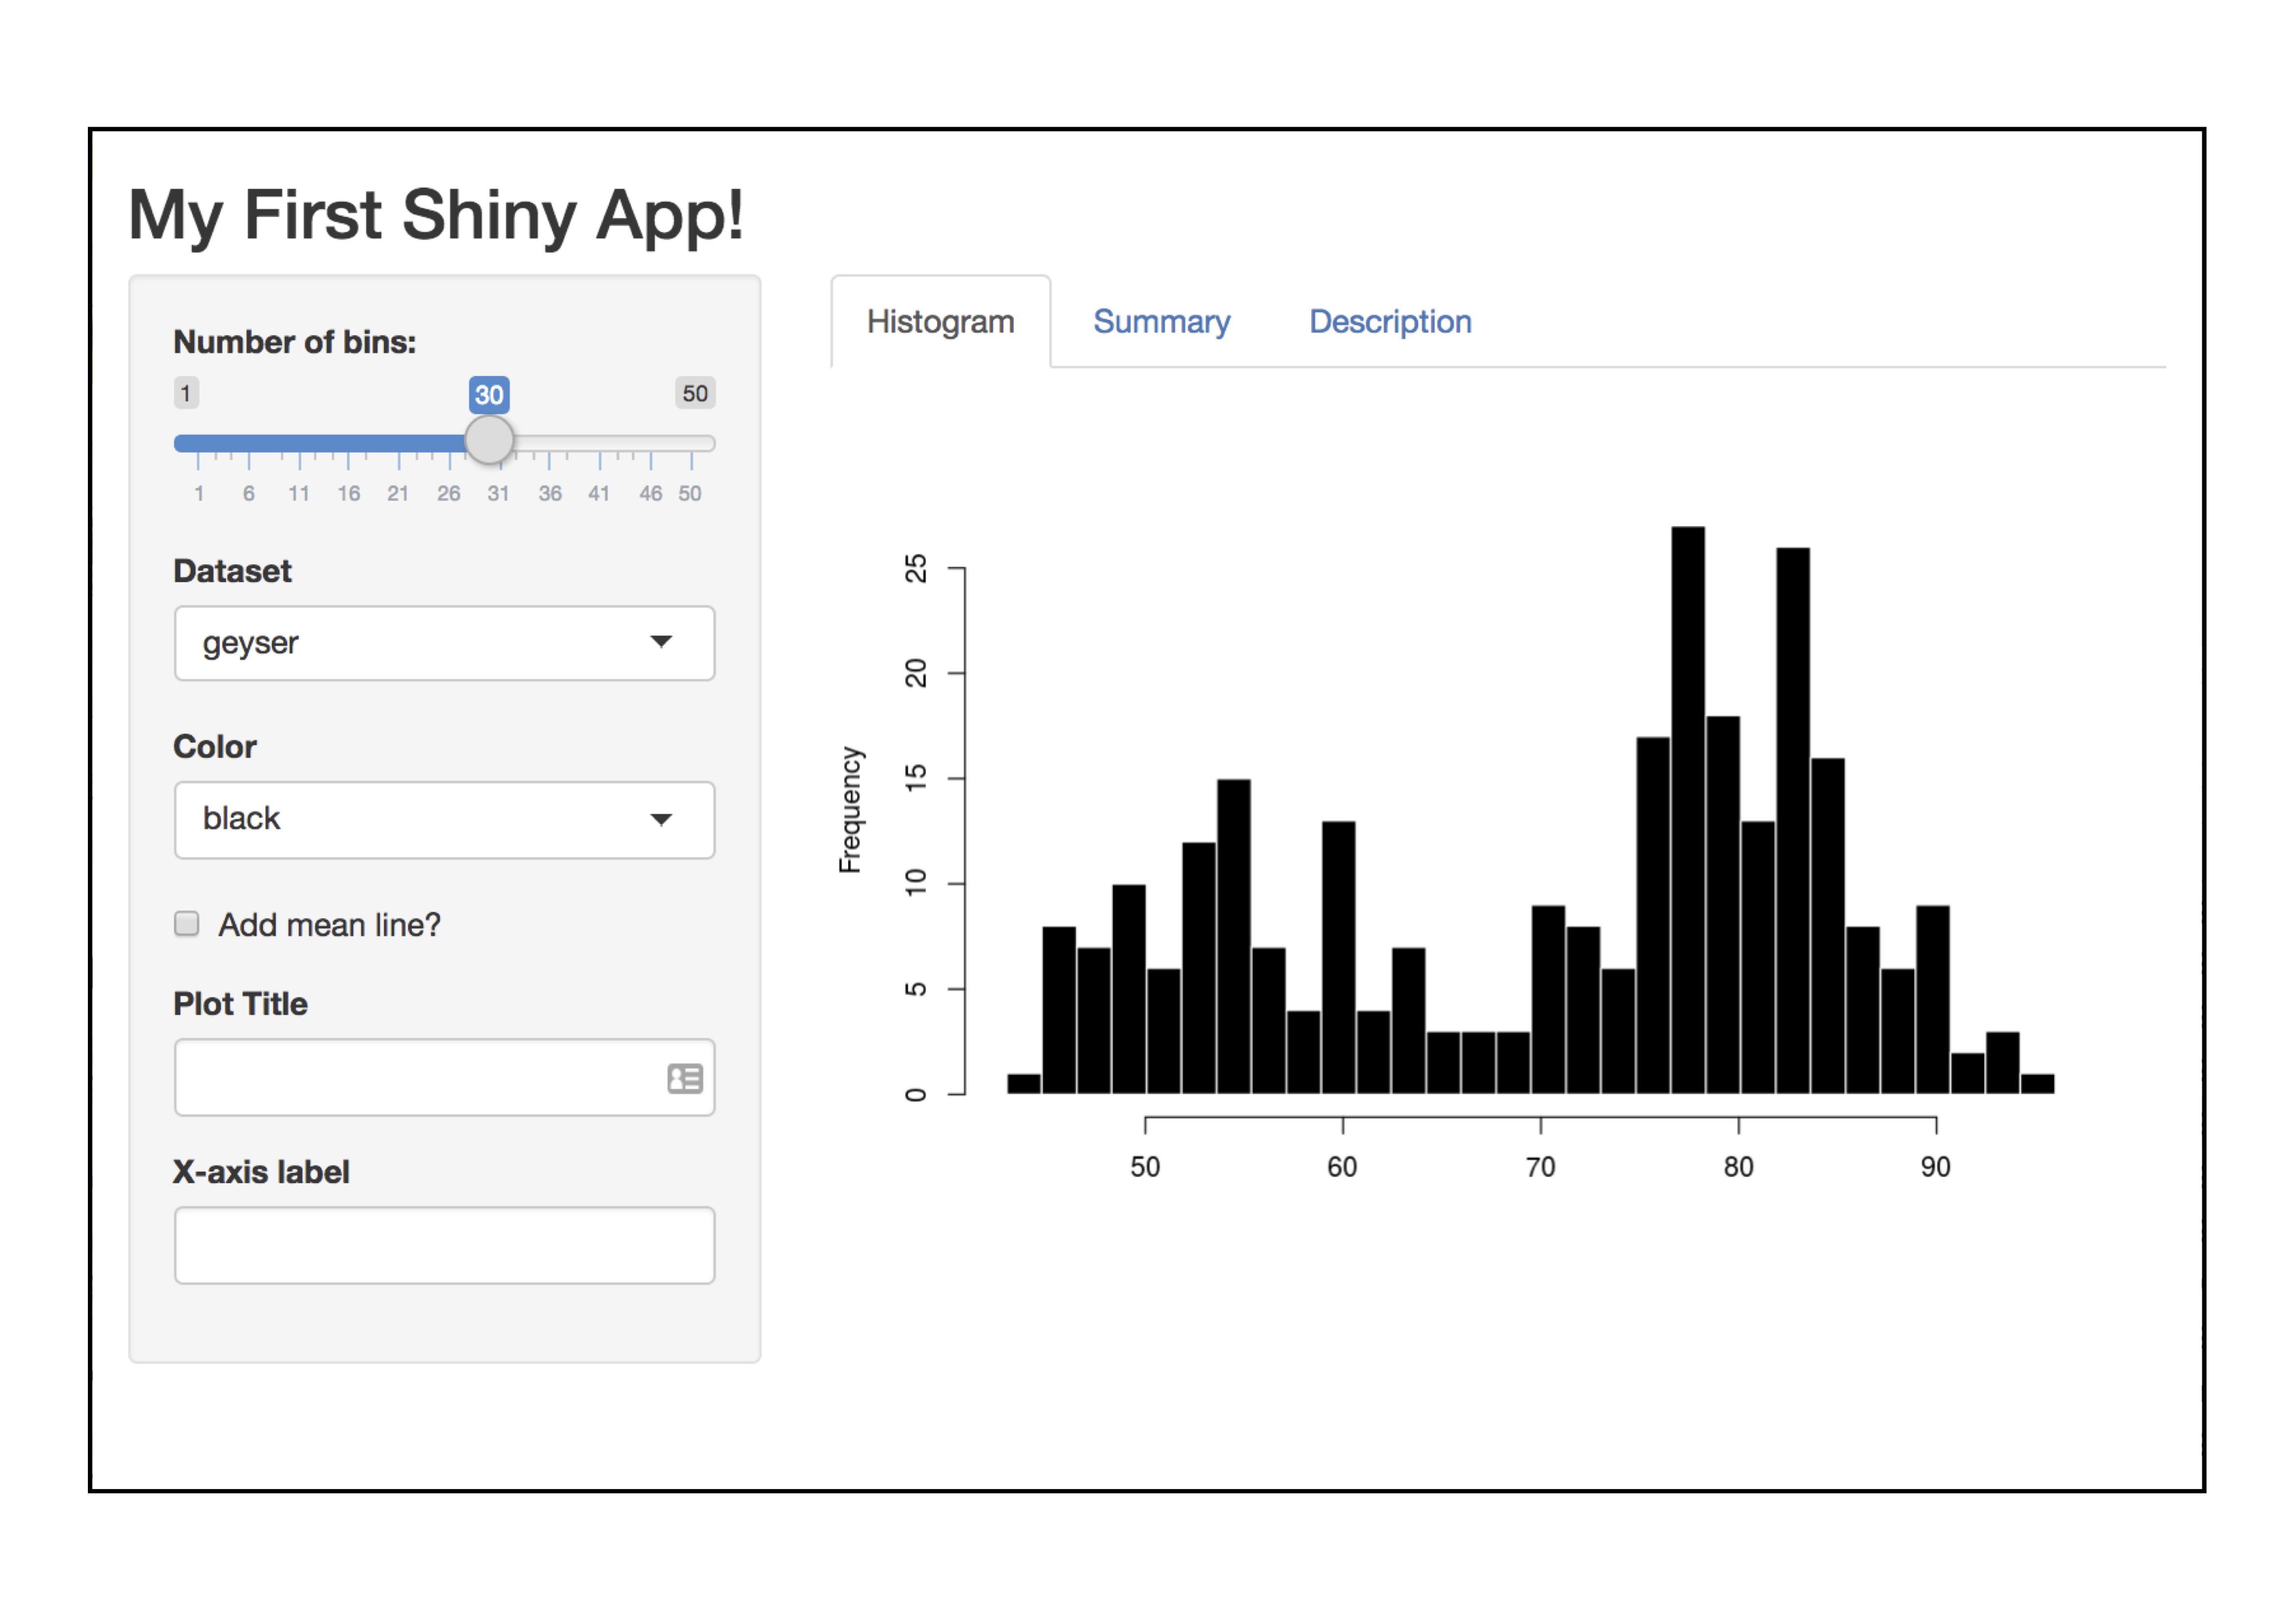 My First Shiny App!
Number of bins:
1 30 50
1 6 11 16 21 26 31 36 41 46 50
Dataset
geyser
Color
black
Add mean line?
Plot Title
X-axis label
Histogram Summary Description
Frequency
25
20
15
10
5
0
50 60 70 80 90